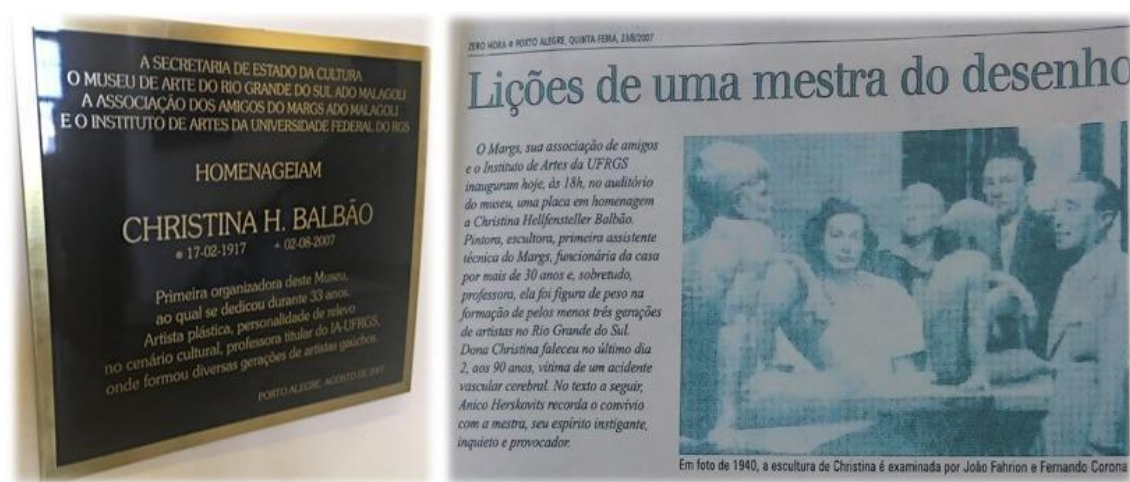 A SECRETARIA DE ESTADO DA CULTURA
O MUSEU DE ARTE DO RIO GRANDE DO SUL ADO MALAGOLI
A ASSOCIAÇÃO DOS AMIGOS DO MARGS ADO MALAGOLI
E O INSTITUTO DE ARTES DA UNIVERSIDADE FEDERAL DO RGS
HOMENAGEIAM
CHRISTINA H. BALBÃO
* 17-02-1917 + 02-08-2007
Primeira organizadora deste Museu,
ao qual se dedicou durante 33 anos.
Artista plástica, personalidade de relevo
no cenário cultural, professora titular do IA-UFRGS,
onde formou diversas gerações de artistas gaúchos.
PORTO ALEGRE, AGOSTO DE 2007
ZERO HORA • PORTO ALEGRE, QUINTA-FEIRA, 23/8/2007
Lições de uma mestra do desenho
O Margs, sua associação de amigos
e o Instituto de Artes da UFRGS
inauguram hoje, às 18h, no auditório
do museu, uma placa em homenagem
a Christina Hellfensteller Balbão.
Pintora, escultora, primeira assistente
técnica do Margs, funcionária da casa
por mais de 30 anos e, sobretudo,
professora, ela foi figura de peso na
formação de pelos menos três gerações
de artistas no Rio Grande do Sul.
Dona Christina faleceu no último dia
2, aos 90 anos, vítima de um acidente
vascular cerebral. No texto a seguir,
Anico Herskovits recorda o convívio
com a mestra, seu espírito instigante,
inquieto e provocador.
Em foto de 1940, a escultura de Christina é examinada por João Fahrion e Fernando Corona